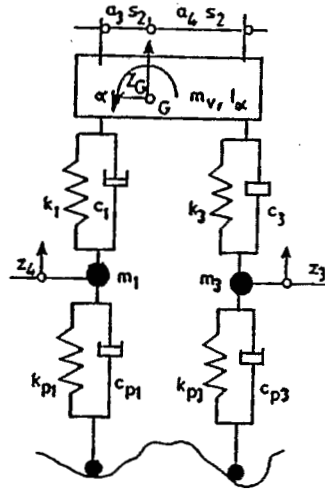 a3 s2 a4 s2
α zG G mv, Iα
k1 c1 k3 c3
z4 m1 m3 z3
kp1 cp1 kp3 cp3